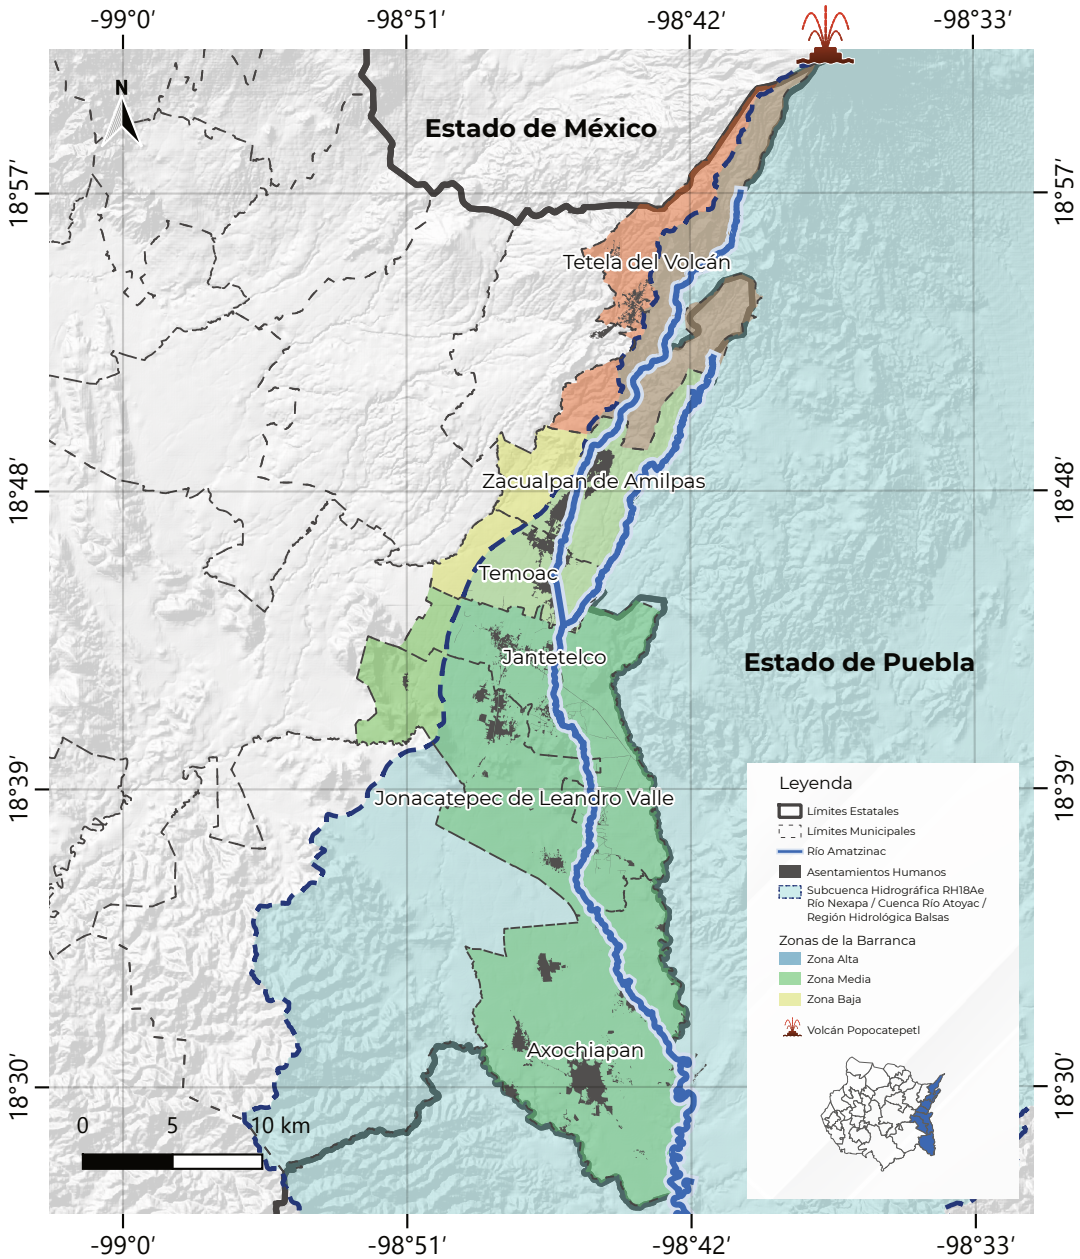 -99°0′
-98°51′
-98°42′
-98°33′
N
Estado de México
18°57′
18°57′
Tetela del Volcán
18°48′
18°48′
Zacualpan de Amilpas
Temoac
Jantetelco
Estado de Puebla
18°39′
18°39′
Jonacatepec de Leandro Valle
Leyenda
Límites Estatales
Límites Municipales
Río Amatzinac
Asentamientos Humanos
Subcuenca Hidrográfica RH18Ae
Río Nexapa / Cuenca Río Atoyac /
Región Hidrológica Balsas
Zonas de la Barranca
Zona Alta
Zona Media
Zona Baja
Volcán Popocatepetl
Axochiapan
18°30′
18°30′
0 5 10 km
-99°0′
-98°51′
-98°42′
-98°33′